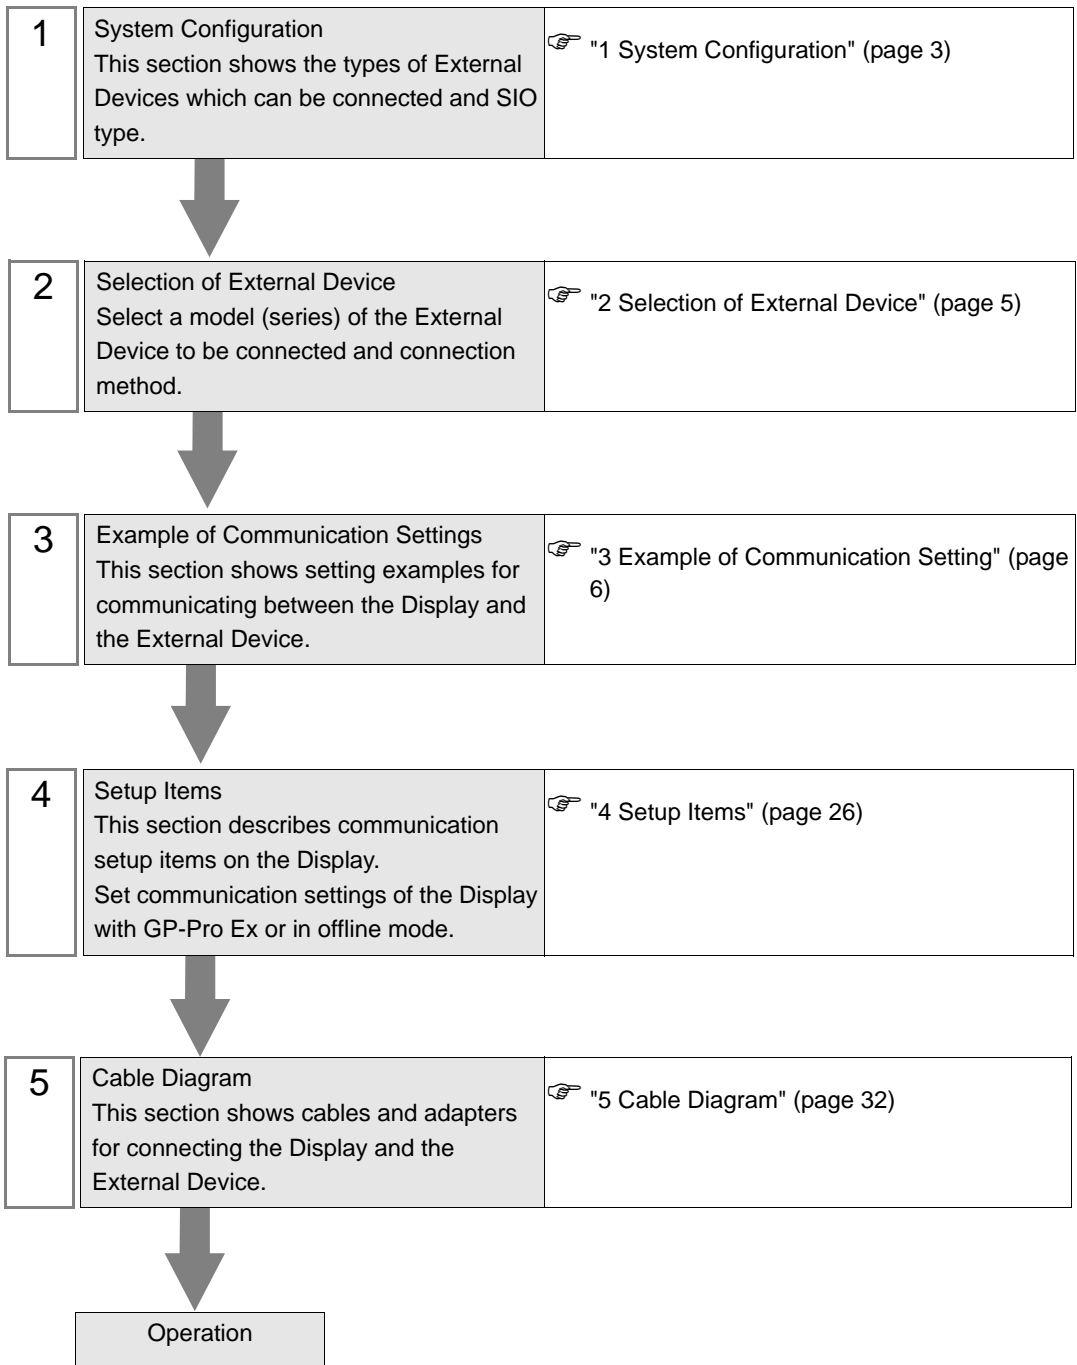 1
System Configuration
This section shows the types of External
Devices which can be connected and SIO
type.
"1 System Configuration" (page 3)
2
Selection of External Device
Select a model (series) of the External
Device to be connected and connection
method.
"2 Selection of External Device" (page 5)
3
Example of Communication Settings
This section shows setting examples for
communicating between the Display and
the External Device.
"3 Example of Communication Setting" (page
6)
4
Setup Items
This section describes communication
setup items on the Display.
Set communication settings of the Display
with GP-Pro Ex or in offline mode.
"4 Setup Items" (page 26)
5
Cable Diagram
This section shows cables and adapters
for connecting the Display and the
External Device.
"5 Cable Diagram" (page 32)
Operation